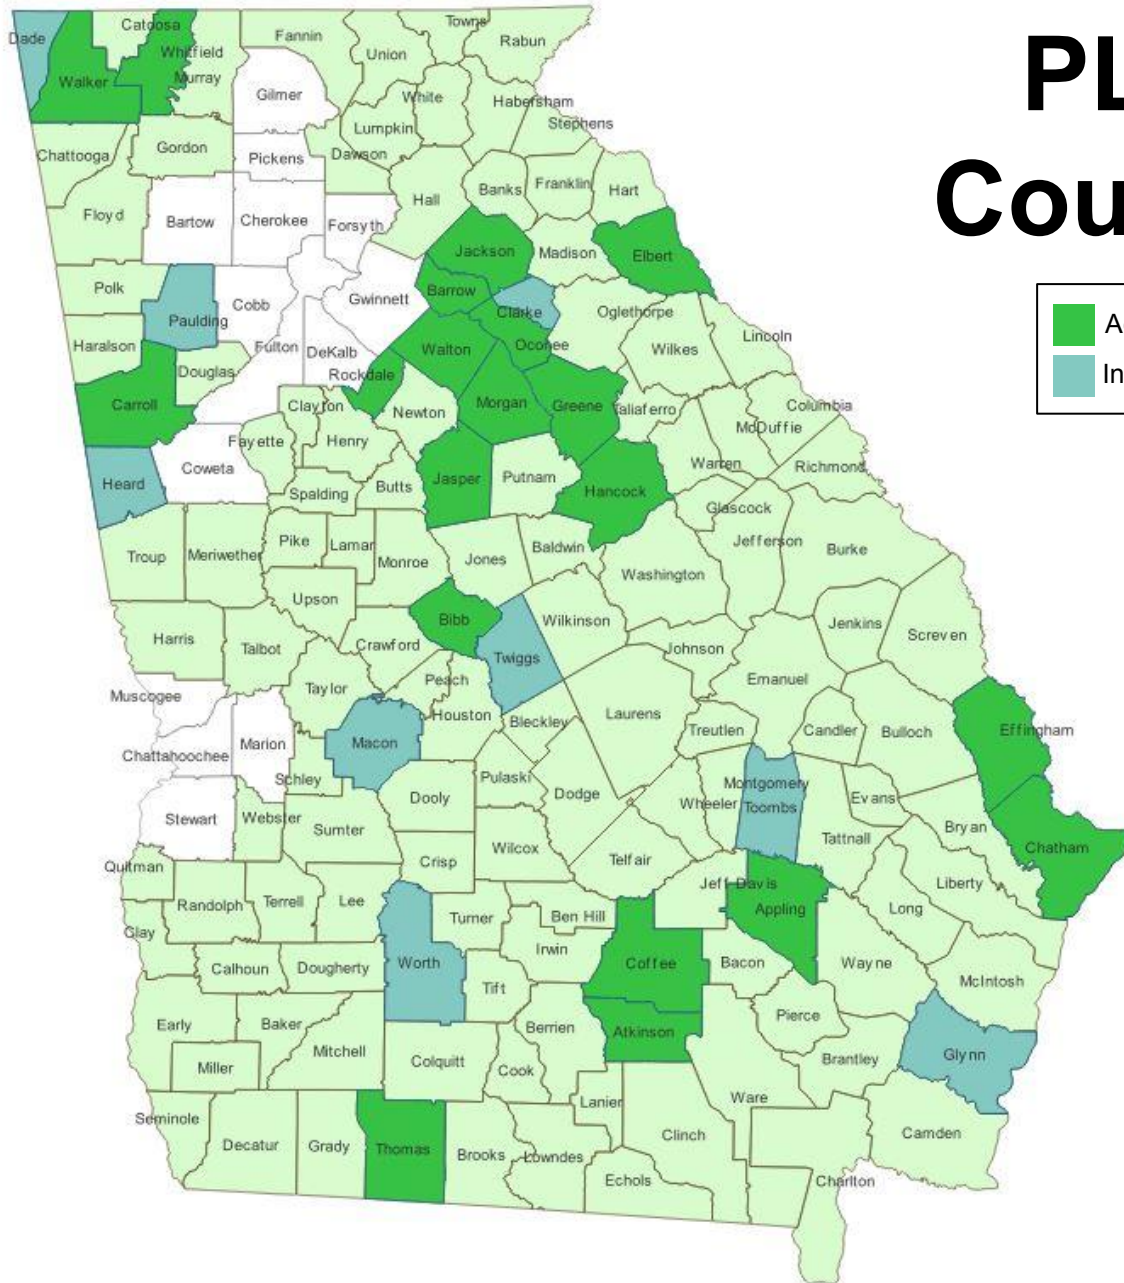 PL
Cou
A
In
Dade
Catoosa
Whitfield
Walker
Murray
Fannin
Union
Towns
Rabun
Gilmer
White
Habersham
Stephens
Lumpkin
Chattooga
Gordon
Pickens
Dawson
Hall
Banks
Franklin
Hart
Floyd
Bartow
Cherokee
Forsyth
Jackson
Madison
Elbert
Polk
Paulding
Cobb
Gwinnett
Barrow
Clarke
Oglethorpe
Haralson
Fulton
DeKalb
Rockdale
Walton
Oconee
Wilkes
Lincoln
Douglas
Carroll
Clayton
Newton
Morgan
Greene
Taliaferro
Columbia
McDuffie
Fayette
Henry
Coweta
Heard
Spalding
Butts
Jasper
Putnam
Hancock
Warren
Richmond
Glascock
Troup
Meriwether
Pike
Lamar
Monroe
Jones
Baldwin
Jefferson
Burke
Washington
Upson
Bibb
Wilkinson
Jenkins
Screven
Harris
Talbot
Crawford
Twiggs
Johnson
Emanuel
Muscogee
Taylor
Peach
Houston
Bleckley
Laurens
Treutlen
Candler
Bulloch
Effingham
Chattahoochee
Marion
Macon
Schley
Pulaski
Dodge
Dooly
Montgomery
Wheeler
Toombs
Evans
Stewart
Webster
Sumter
Tattnall
Bryan
Chatham
Quitman
Crisp
Wilcox
Telfair
Jeff Davis
Liberty
Clay
Randolph
Terrell
Lee
Turner
Ben Hill
Appling
Long
Calhoun
Dougherty
Worth
Irwin
Coffee
Bacon
Wayne
McIntosh
Tift
Early
Baker
Mitchell
Berrien
Atkinson
Pierce
Miller
Colquitt
Cook
Brantley
Glynn
Seminole
Lanier
Ware
Decatur
Grady
Thomas
Brooks
Lowndes
Clinch
Camden
Echols
Charlton